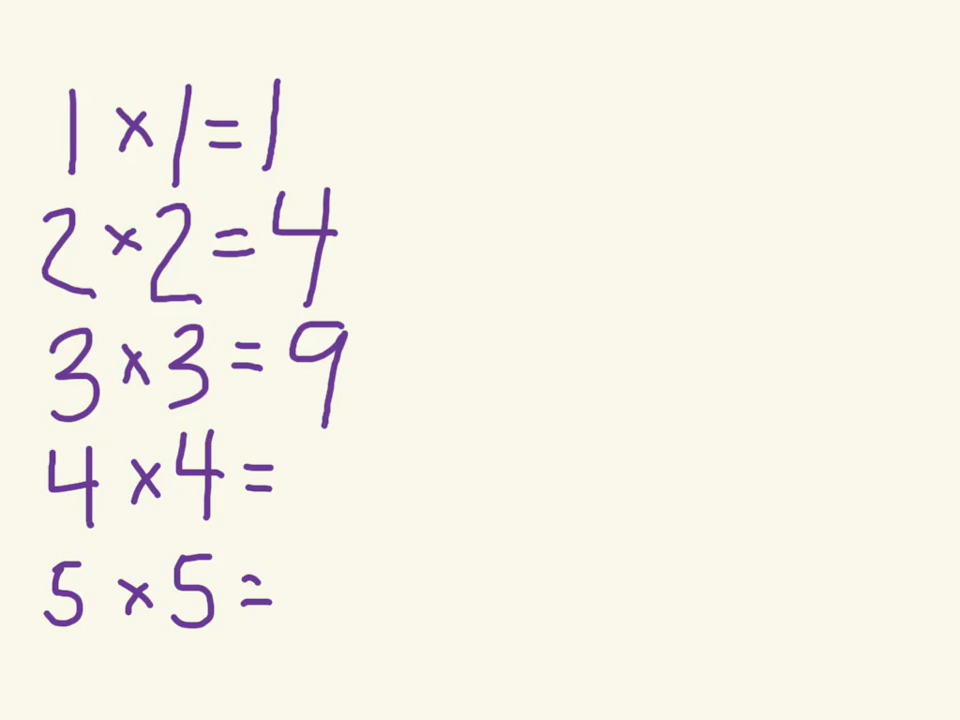 1 × 1 = 1
2 × 2 = 4
3 × 3 = 9
4 × 4 =
5 × 5 =